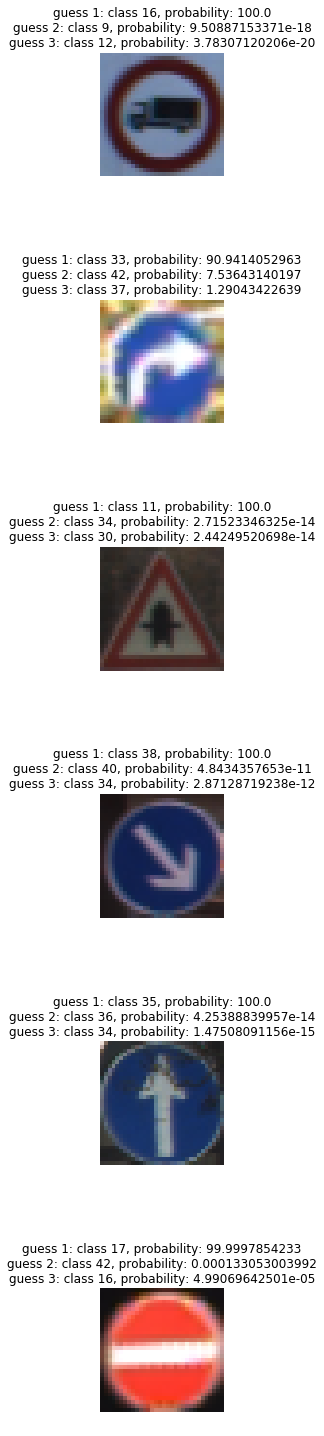 guess 1: class 16, probability: 100.0
guess 2: class 9, probability: 9.50887153371e-18
guess 3: class 12, probability: 3.78307120206e-20
guess 1: class 33, probability: 90.9414052963
guess 2: class 42, probability: 7.53643140197
guess 3: class 37, probability: 1.29043422639
guess 1: class 11, probability: 100.0
guess 2: class 34, probability: 2.71523346325e-14
guess 3: class 30, probability: 2.44249520698e-14
guess 1: class 38, probability: 100.0
guess 2: class 40, probability: 4.8434357653e-11
guess 3: class 34, probability: 2.87128719238e-12
guess 1: class 35, probability: 100.0
guess 2: class 36, probability: 4.25388839957e-14
guess 3: class 34, probability: 1.47508091156e-15
guess 1: class 17, probability: 99.9997854233
guess 2: class 42, probability: 0.000133053003992
guess 3: class 16, probability: 4.99069642501e-05